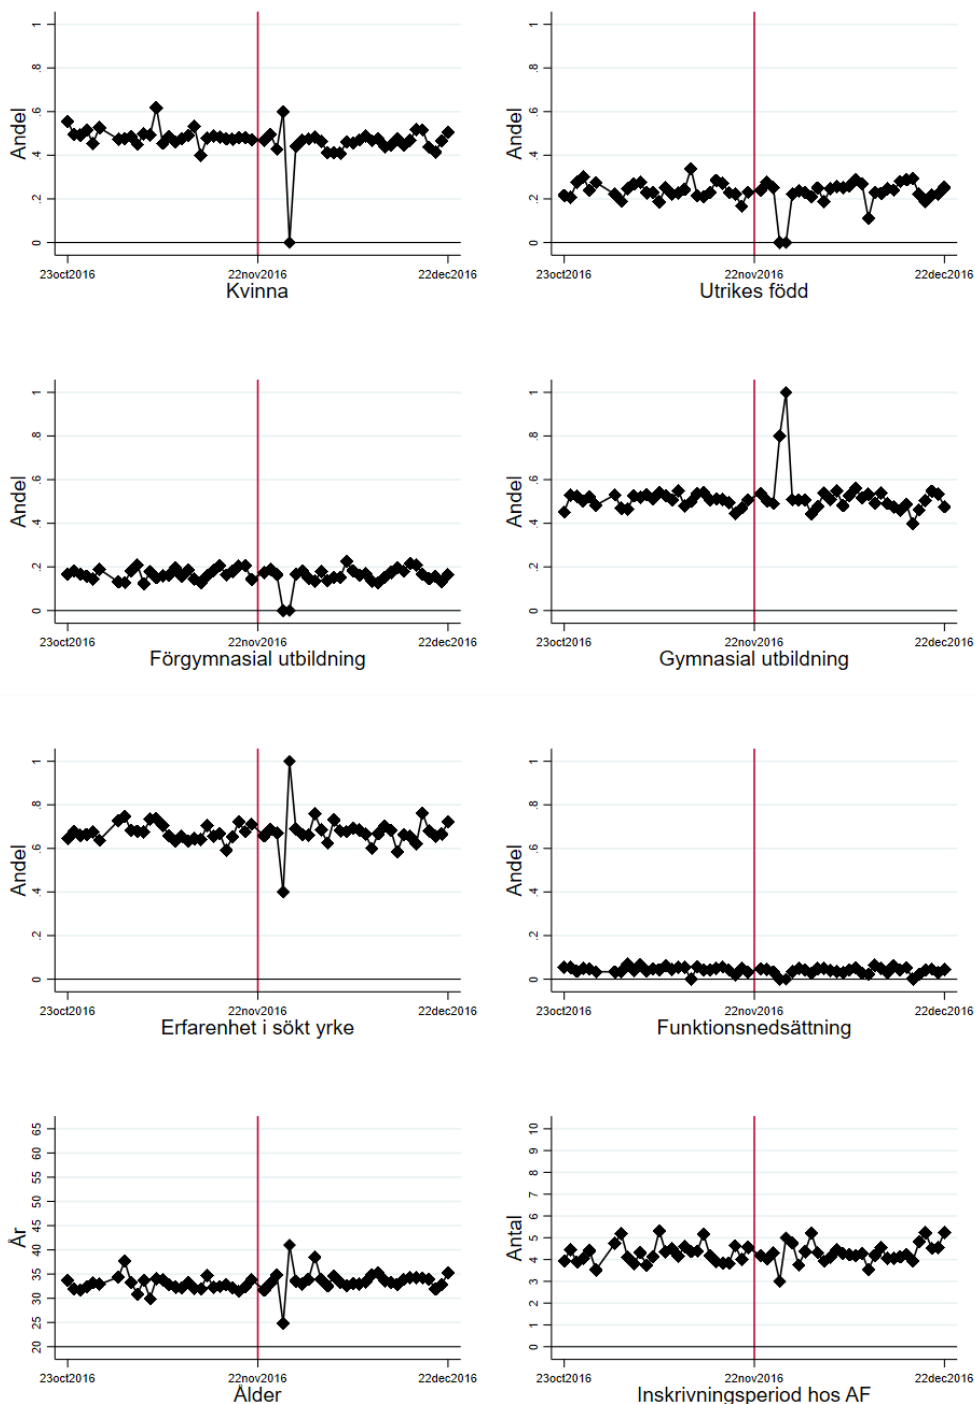 Andel
0 .2 .4 .6 .8 1
23oct2016 22nov2016 22dec2016
Kvinna
Andel
0 .2 .4 .6 .8 1
23oct2016 22nov2016 22dec2016
Utrikes född
Andel
0 .2 .4 .6 .8 1
23oct2016 22nov2016 22dec2016
Förgymnasial utbildning
Andel
0 .2 .4 .6 .8 1
23oct2016 22nov2016 22dec2016
Gymnasial utbildning
Andel
0 .2 .4 .6 .8 1
23oct2016 22nov2016 22dec2016
Erfarenhet i sökt yrke
Andel
0 .2 .4 .6 .8 1
23oct2016 22nov2016 22dec2016
Funktionsnedsättning
År
20 25 30 35 40 45 50 55 60 65
23oct2016 22nov2016 22dec2016
Ålder
Antal
0 1 2 3 4 5 6 7 8 9 10
23oct2016 22nov2016 22dec2016
Inskrivningsperiod hos AF